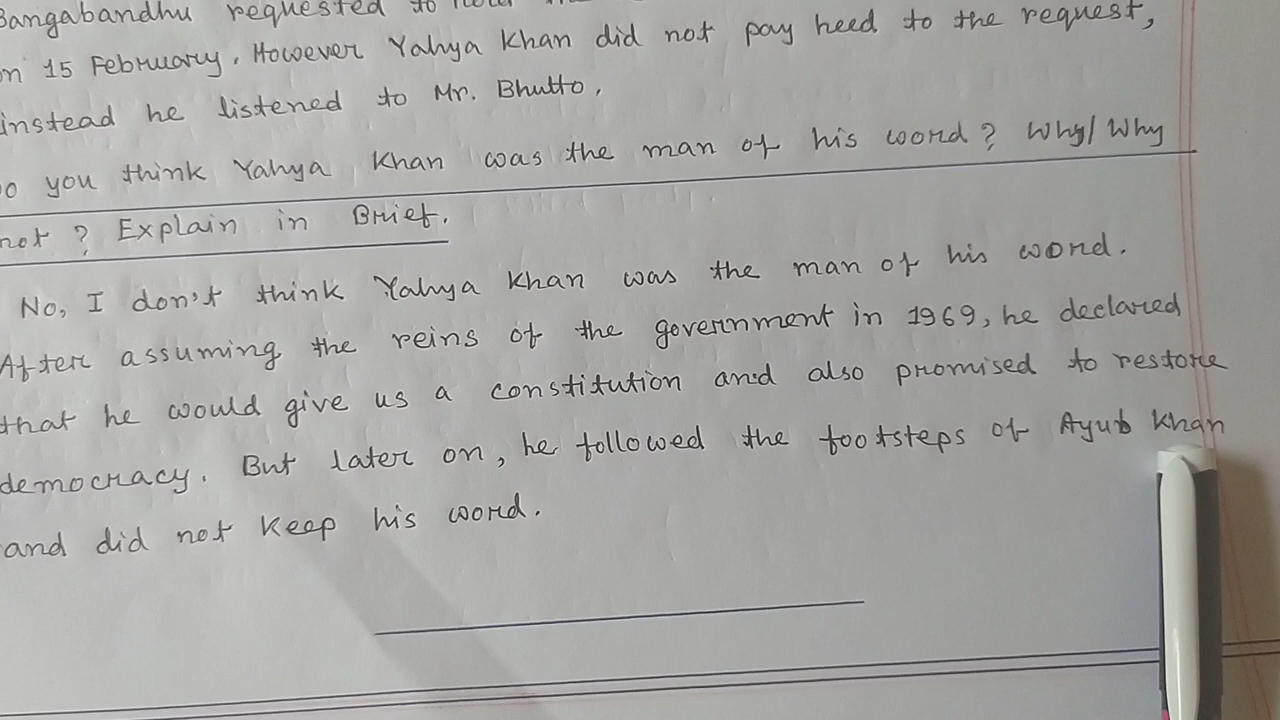 Bangabandhu requested to hold
on 15 February. However Yahya Khan did not pay heed to the request,
instead he listened to Mr. Bhutto.
Do you think Yahya Khan was the man of his word? Why/Why
not? Explain in Brief.
No, I don't think Yahya Khan was the man of his word.
After assuming the reins of the government in 1969, he declared
that he would give us a constitution and also promised to restore
democracy. But later on, he followed the footsteps of Ayub Khan
and did not keep his word.